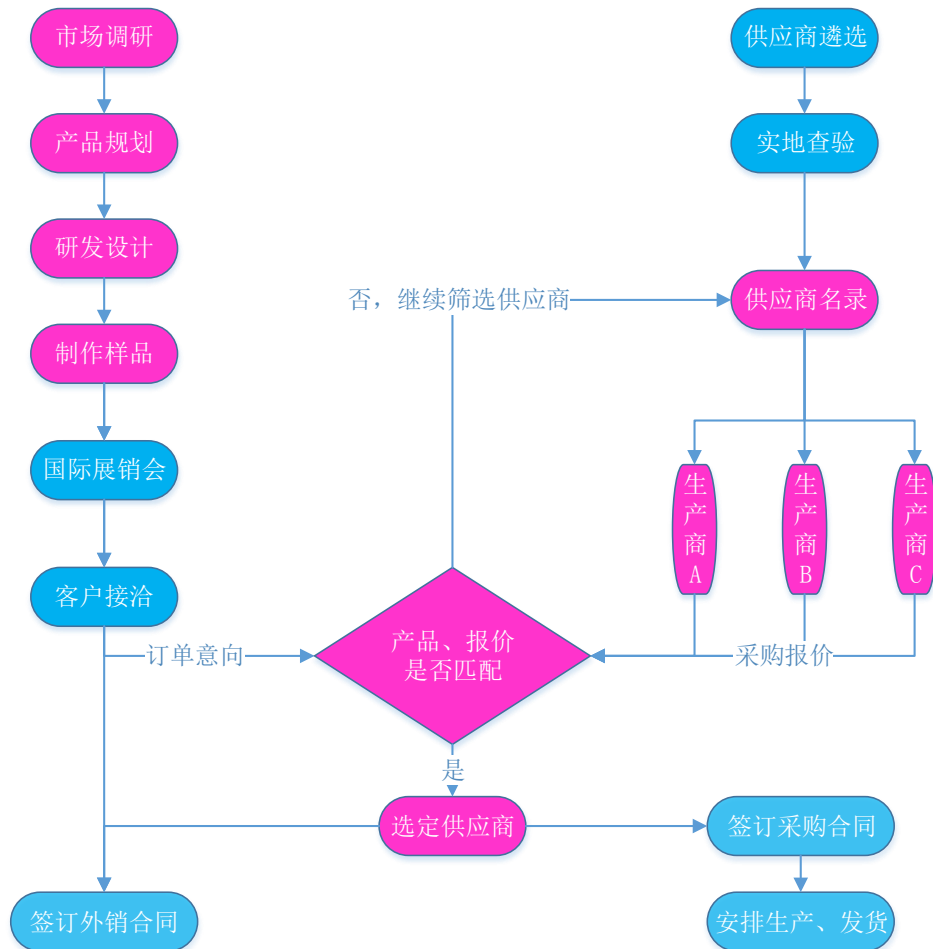 市场调研
供应商遴选
产品规划
实地查验
研发设计
否，继续筛选供应商
供应商名录
制作样品
国际展销会
生产商A
生产商B
生产商C
客户接洽
订单意向
产品、报价
是否匹配
采购报价
是
选定供应商
签订采购合同
签订外销合同
安排生产、发货